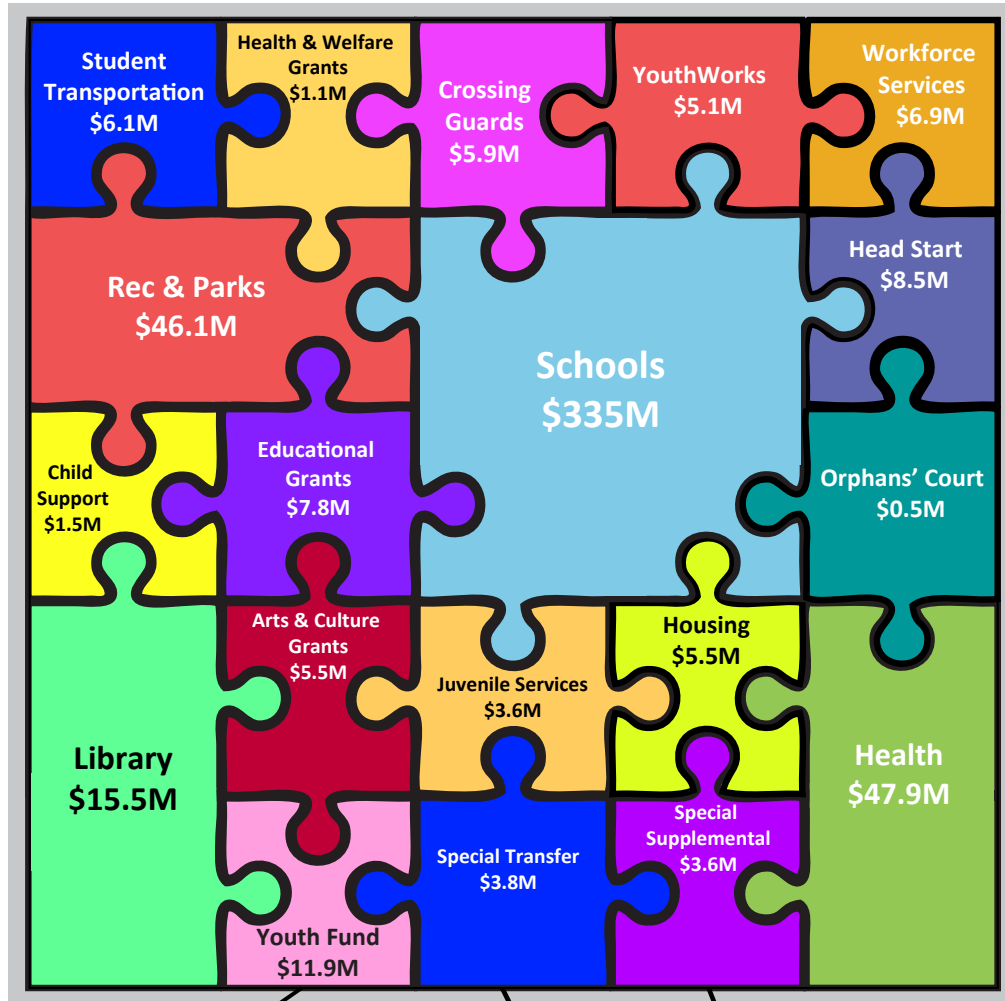 Student
Transportation
$6.1M
Health & Welfare
Grants
$1.1M
Crossing
Guards
$5.9M
YouthWorks
$5.1M
Workforce
Services
$6.9M
Rec & Parks
$46.1M
Schools
$335M
Head Start
$8.5M
Child
Support
$1.5M
Educational
Grants
$7.8M
Orphans’ Court
$0.5M
Library
$15.5M
Arts & Culture
Grants
$5.5M
Juvenile Services
$3.6M
Housing
$5.5M
Health
$47.9M
Youth Fund
$11.9M
Special Transfer
$3.8M
Special
Supplemental
$3.6M